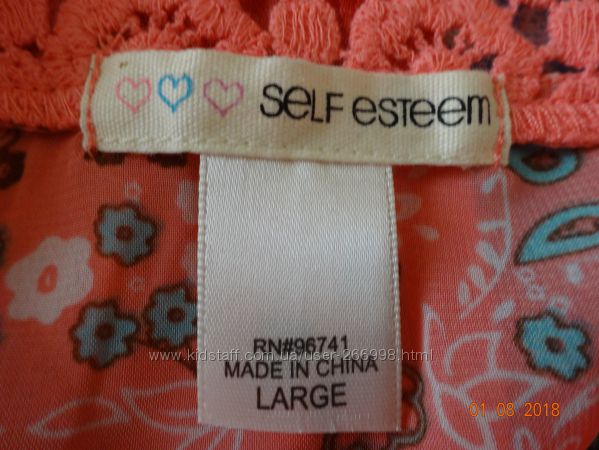 SELF ESTEEM
RN#96741
www.kidstaff.com.ua/user-266998.html
MADE IN CHINA
LARGE
01 08 2018